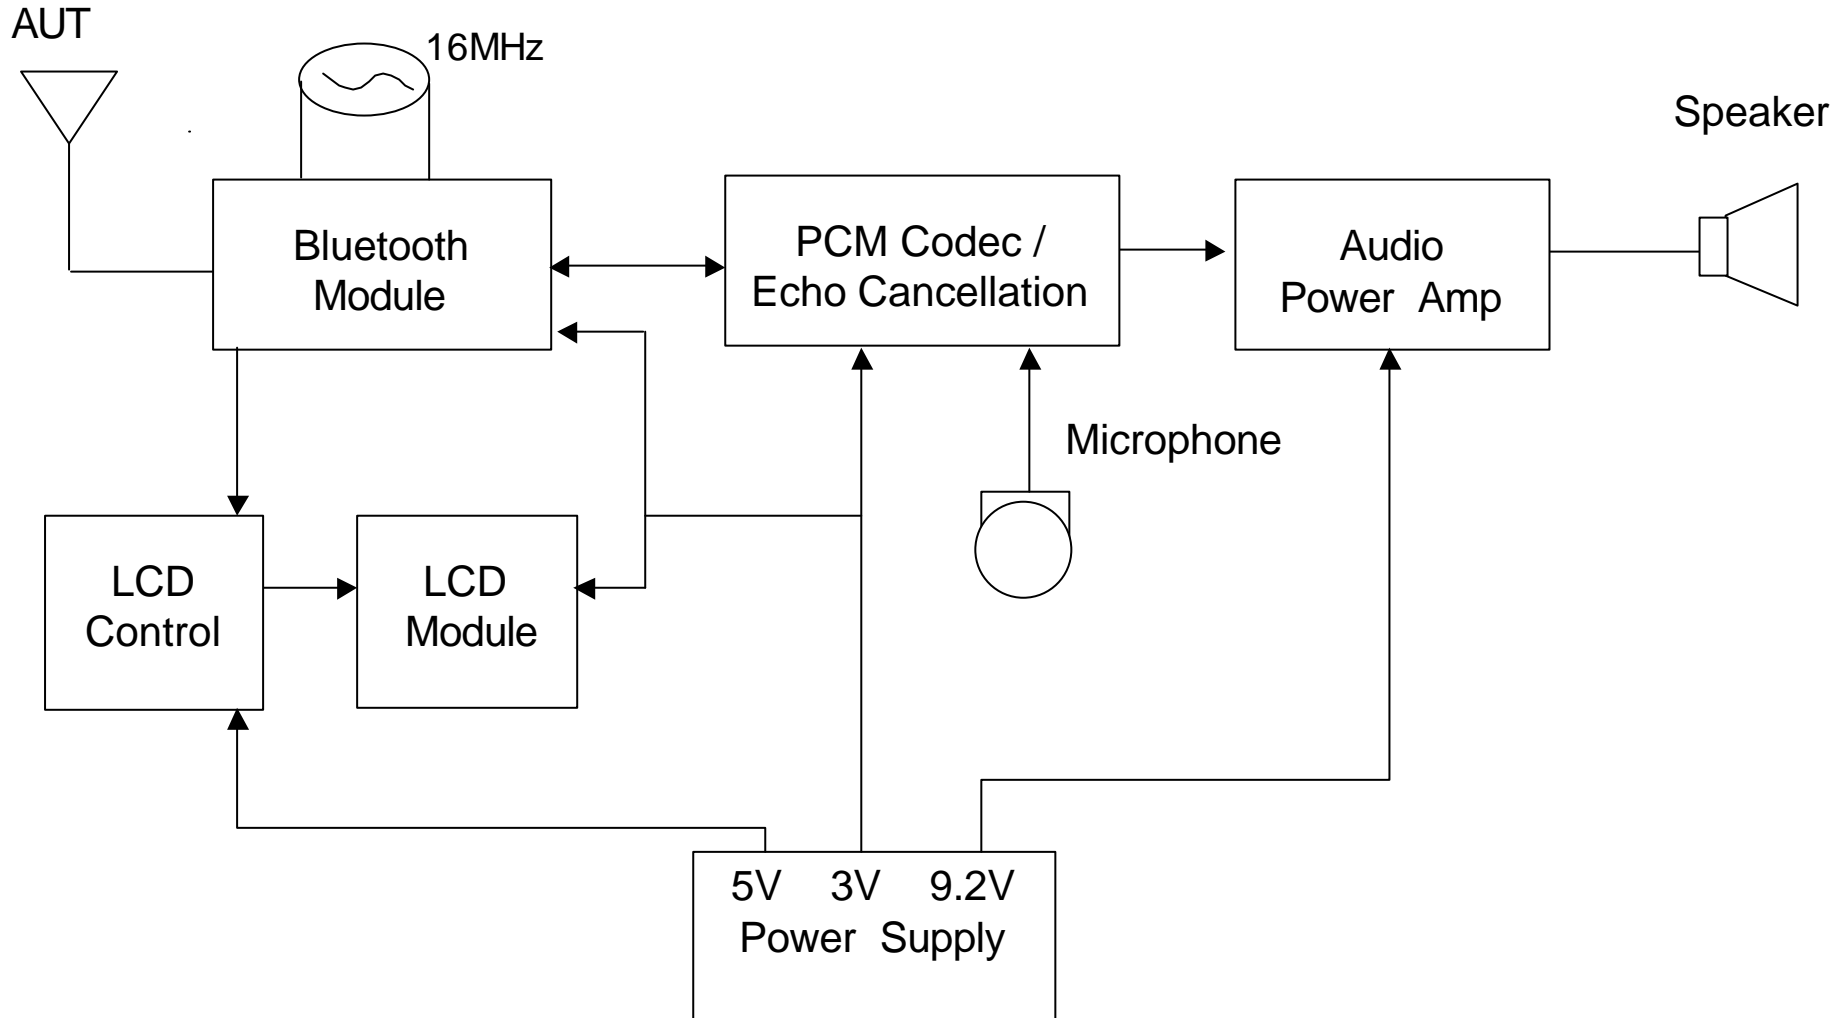 AUT
16MHz
Speaker
Bluetooth
Module
PCM Codec /
Echo Cancellation
Audio
Power Amp
Microphone
LCD
Control
LCD
Module
5V 3V 9.2V
Power Supply